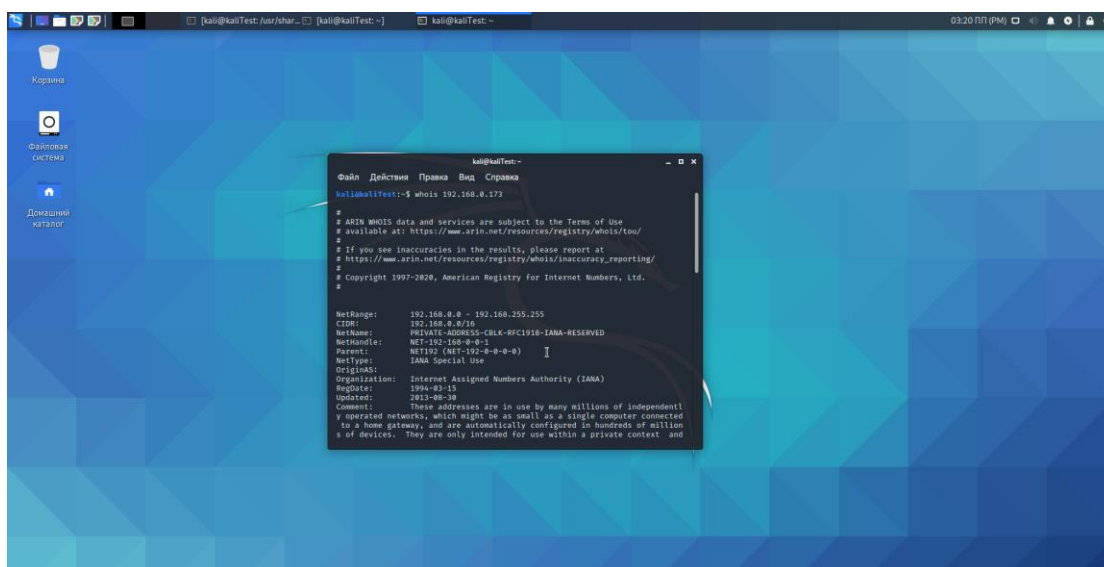 [kali@kaliTest: /usr/shar...
[kali@kaliTest: ~]
kali@kaliTest: ~
03:20 ПП (PM)
Корзина
Файловая
система
Домашний
каталог
kali@kaliTest: ~
Файл Действия Правка Вид Справка
kali@kaliTest:~$ whois 192.168.0.173
#
# ARIN WHOIS data and services are subject to the Terms of Use
# available at: https://www.arin.net/resources/registry/whois/tou/
#
# If you see inaccuracies in the results, please report at
# https://www.arin.net/resources/registry/whois/inaccuracy_reporting/
#
# Copyright 1997-2020, American Registry for Internet Numbers, Ltd.
#
NetRange: 192.168.0.0 - 192.168.255.255
CIDR: 192.168.0.0/16
NetName: PRIVATE-ADDRESS-CBLK-RFC1918-IANA-RESERVED
NetHandle: NET-192-168-0-0-1
Parent: NET192 (NET-192-0-0-0-0)
NetType: IANA Special Use
OriginAS:
Organization: Internet Assigned Numbers Authority (IANA)
RegDate: 1994-03-15
Updated: 2013-08-30
Comment: These addresses are in use by many millions of independentl
y operated networks, which might be as small as a single computer connected
to a home gateway, and are automatically configured in hundreds of million
s of devices. They are only intended for use within a private context and